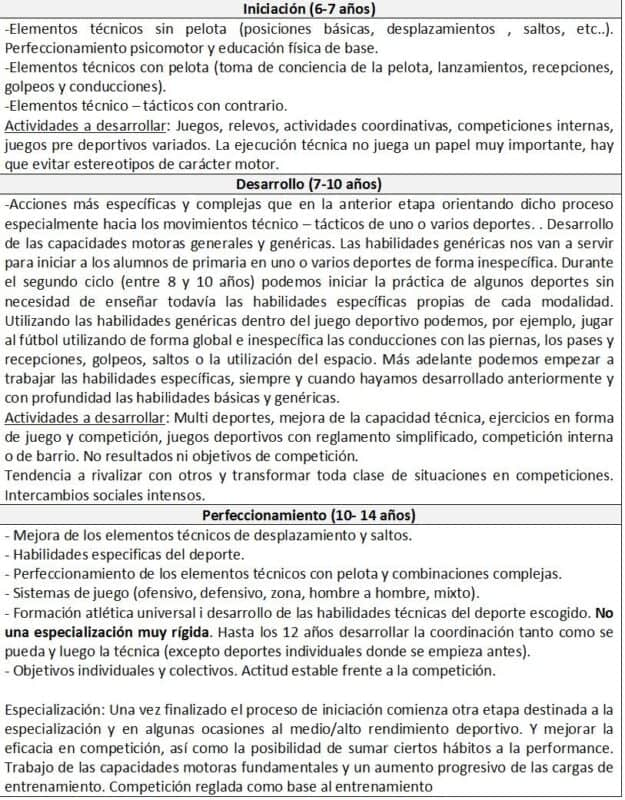 Iniciación (6-7 años)
-Elementos técnicos sin pelota (posiciones básicas, desplazamientos , saltos, etc..).
Perfeccionamiento psicomotor y educación física de base.
-Elementos técnicos con pelota (toma de conciencia de la pelota, lanzamientos, recepciones,
golpeos y conducciones).
-Elementos técnico – tácticos con contrario.
Actividades a desarrollar: Juegos, relevos, actividades coordinativas, competiciones internas,
juegos pre deportivos variados. La ejecución técnica no juega un papel muy importante, hay
que evitar estereotipos de carácter motor.
Desarrollo (7-10 años)
-Acciones más específicas y complejas que en la anterior etapa orientando dicho proceso
especialmente hacia los movimientos técnico – tácticos de uno o varios deportes. . Desarrollo
de las capacidades motoras generales y genéricas. Las habilidades genéricas nos van a servir
para iniciar a los alumnos de primaria en uno o varios deportes de forma inespecífica. Durante
el segundo ciclo (entre 8 y 10 años) podemos iniciar la práctica de algunos deportes sin
necesidad de enseñar todavía las habilidades específicas propias de cada modalidad.
Utilizando las habilidades genéricas dentro del juego deportivo podemos, por ejemplo, jugar
al fútbol utilizando de forma global e inespecífica las conducciones con las piernas, los pases y
recepciones, golpeos, saltos o la utilización del espacio. Más adelante podemos empezar a
trabajar las habilidades específicas, siempre y cuando hayamos desarrollado anteriormente y
con profundidad las habilidades básicas y genéricas.
Actividades a desarrollar: Multi deportes, mejora de la capacidad técnica, ejercicios en forma
de juego y competición, juegos deportivos con reglamento simplificado, competición interna
o de barrio. No resultados ni objetivos de competición.
Tendencia a rivalizar con otros y transformar toda clase de situaciones en competiciones.
Intercambios sociales intensos.
Perfeccionamiento (10- 14 años)
- Mejora de los elementos técnicos de desplazamiento y saltos.
- Habilidades especificas del deporte.
- Perfeccionamiento de los elementos técnicos con pelota y combinaciones complejas.
- Sistemas de juego (ofensivo, defensivo, zona, hombre a hombre, mixto).
- Formación atlética universal i desarrollo de las habilidades técnicas del deporte escogido. No
una especialización muy rígida. Hasta los 12 años desarrollar la coordinación tanto como se
pueda y luego la técnica (excepto deportes individuales donde se empieza antes).
- Objetivos individuales y colectivos. Actitud estable frente a la competición.
Especialización: Una vez finalizado el proceso de iniciación comienza otra etapa destinada a la
especialización y en algunas ocasiones al medio/alto rendimiento deportivo. Y mejorar la
eficacia en competición, así como la posibilidad de sumar ciertos hábitos a la performance.
Trabajo de las capacidades motoras fundamentales y un aumento progresivo de las cargas de
entrenamiento. Competición reglada como base al entrenamiento